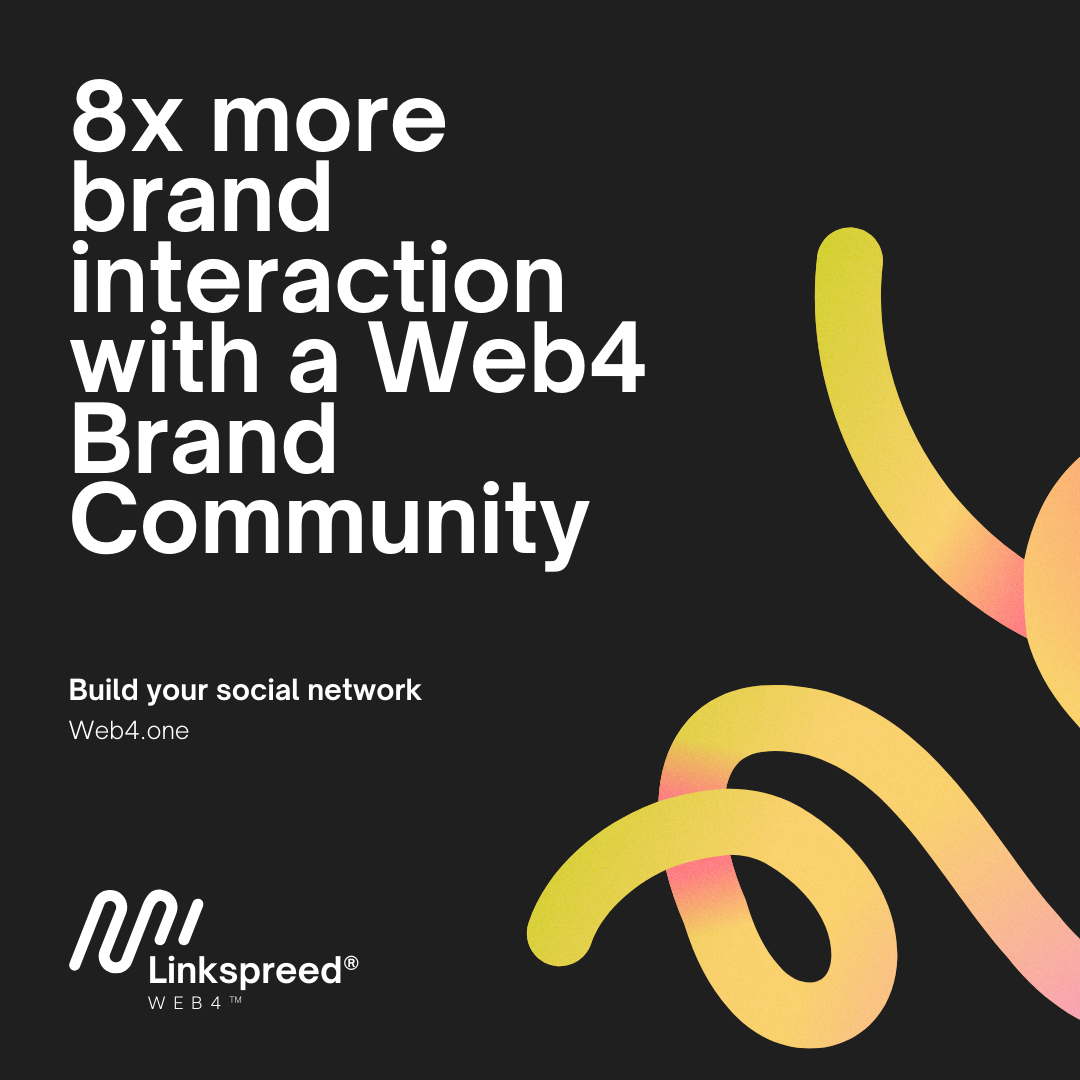 8x more
brand
interaction
with a Web4
Brand
Community
Build your social network
Web4.one
Linkspreed®
WEB4™